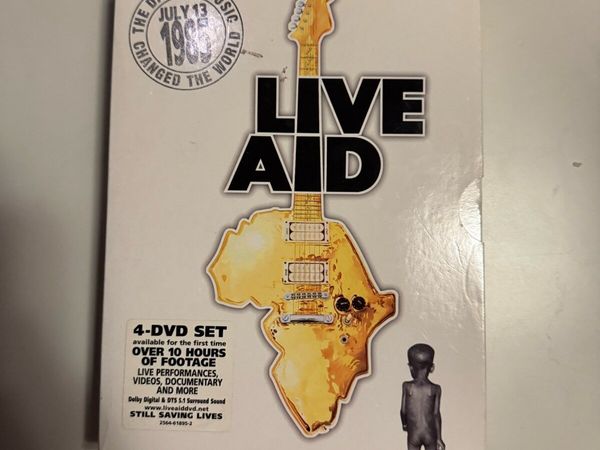 THE D
USIC
JULY 13
1985
CHANGED THE WORLD
LIVE
AID
4-DVD SET
available for the first time
OVER 10 HOURS
OF FOOTAGE
LIVE PERFORMANCES,
VIDEOS, DOCUMENTARY
AND MORE
Dolby Digital & DTS 5.1 Surround Sound
www.liveaiddvd.net
STILL SAVING LIVES
2564-61895-2